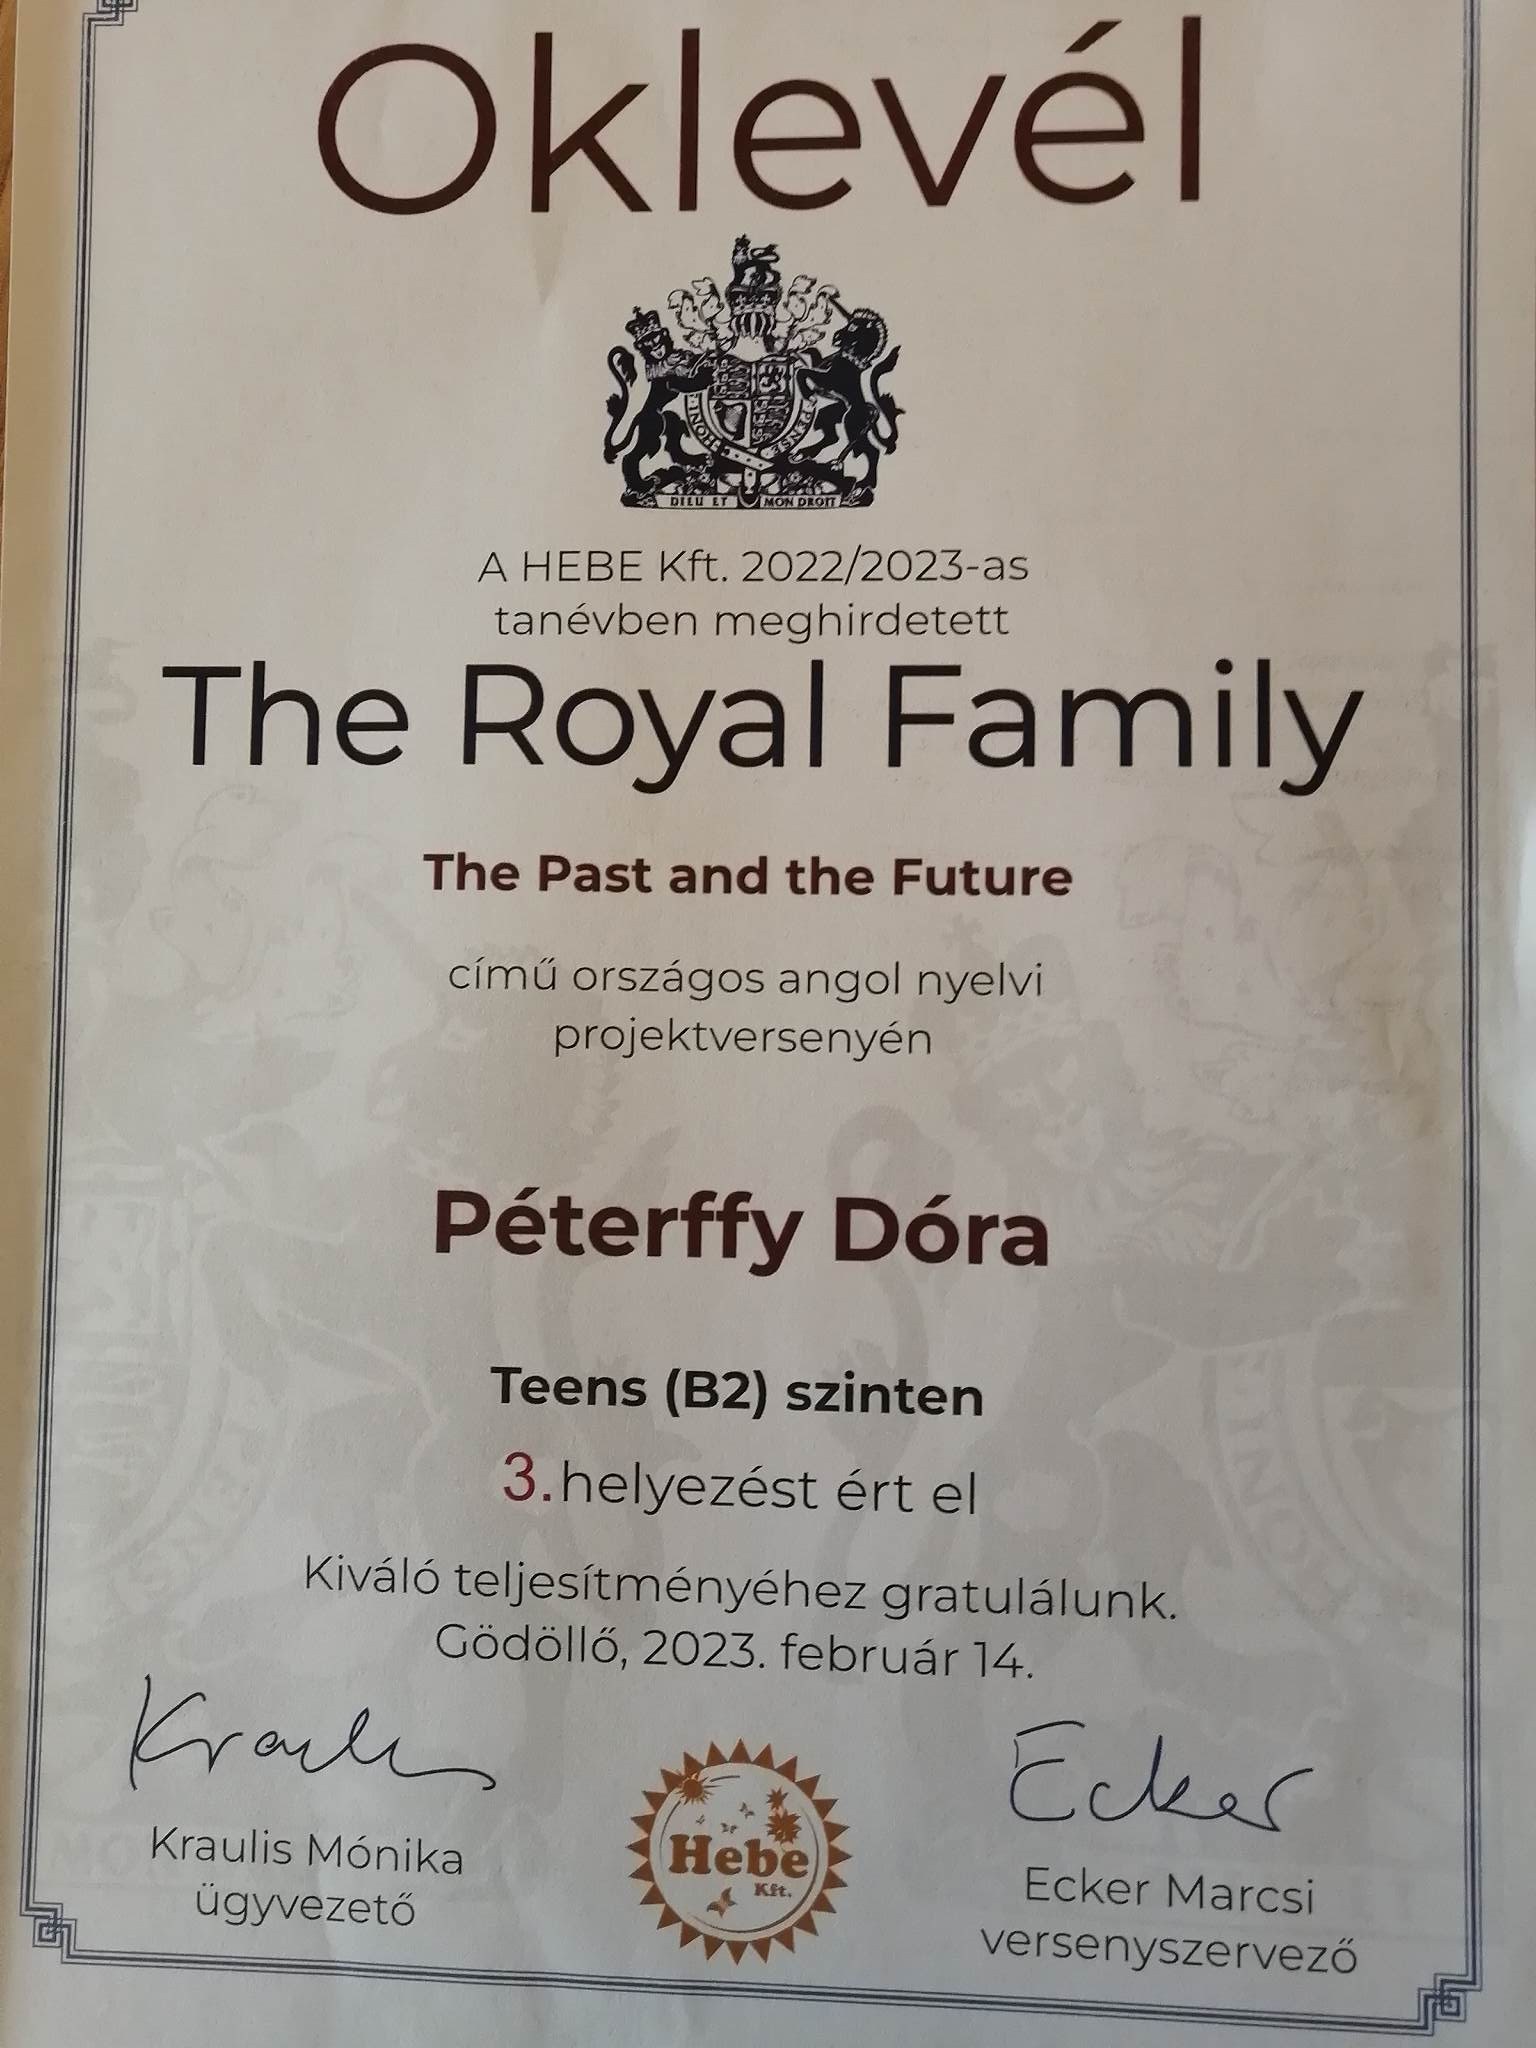 Oklevél
HONI
PENSE
DIEU ET MON DROIT
A HEBE Kft. 2022/2023-as
tanévben meghirdetett
The Royal Family
The Past and the Future
című országos angol nyelvi
projektversenyén
Péterffy Dóra
Teens (B2) szinten
3.helyezést ért el
Kiváló teljesítményéhez gratulálunk.
Gödöllő, 2023. február 14.
Ecker
Kraulis Mónika
ügyvezető
Hebe
Kft.
Ecker Marcsi
versenyszervező